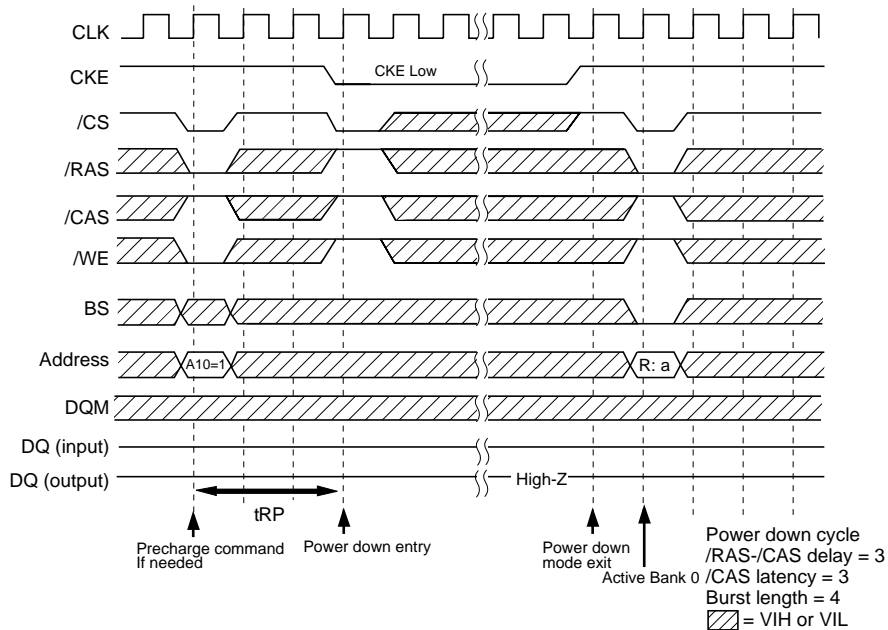 CLK
CKE
CKE Low
/CS
/RAS
/CAS
/WE
BS
Address
A10=1
R: a
DQM
DQ (input)
DQ (output)
High-Z
tRP
Precharge command
If needed
Power down entry
Power down
mode exit
Active Bank 0
Power down cycle
/RAS-/CAS delay = 3
/CAS latency = 3
Burst length = 4
= VIH or VIL